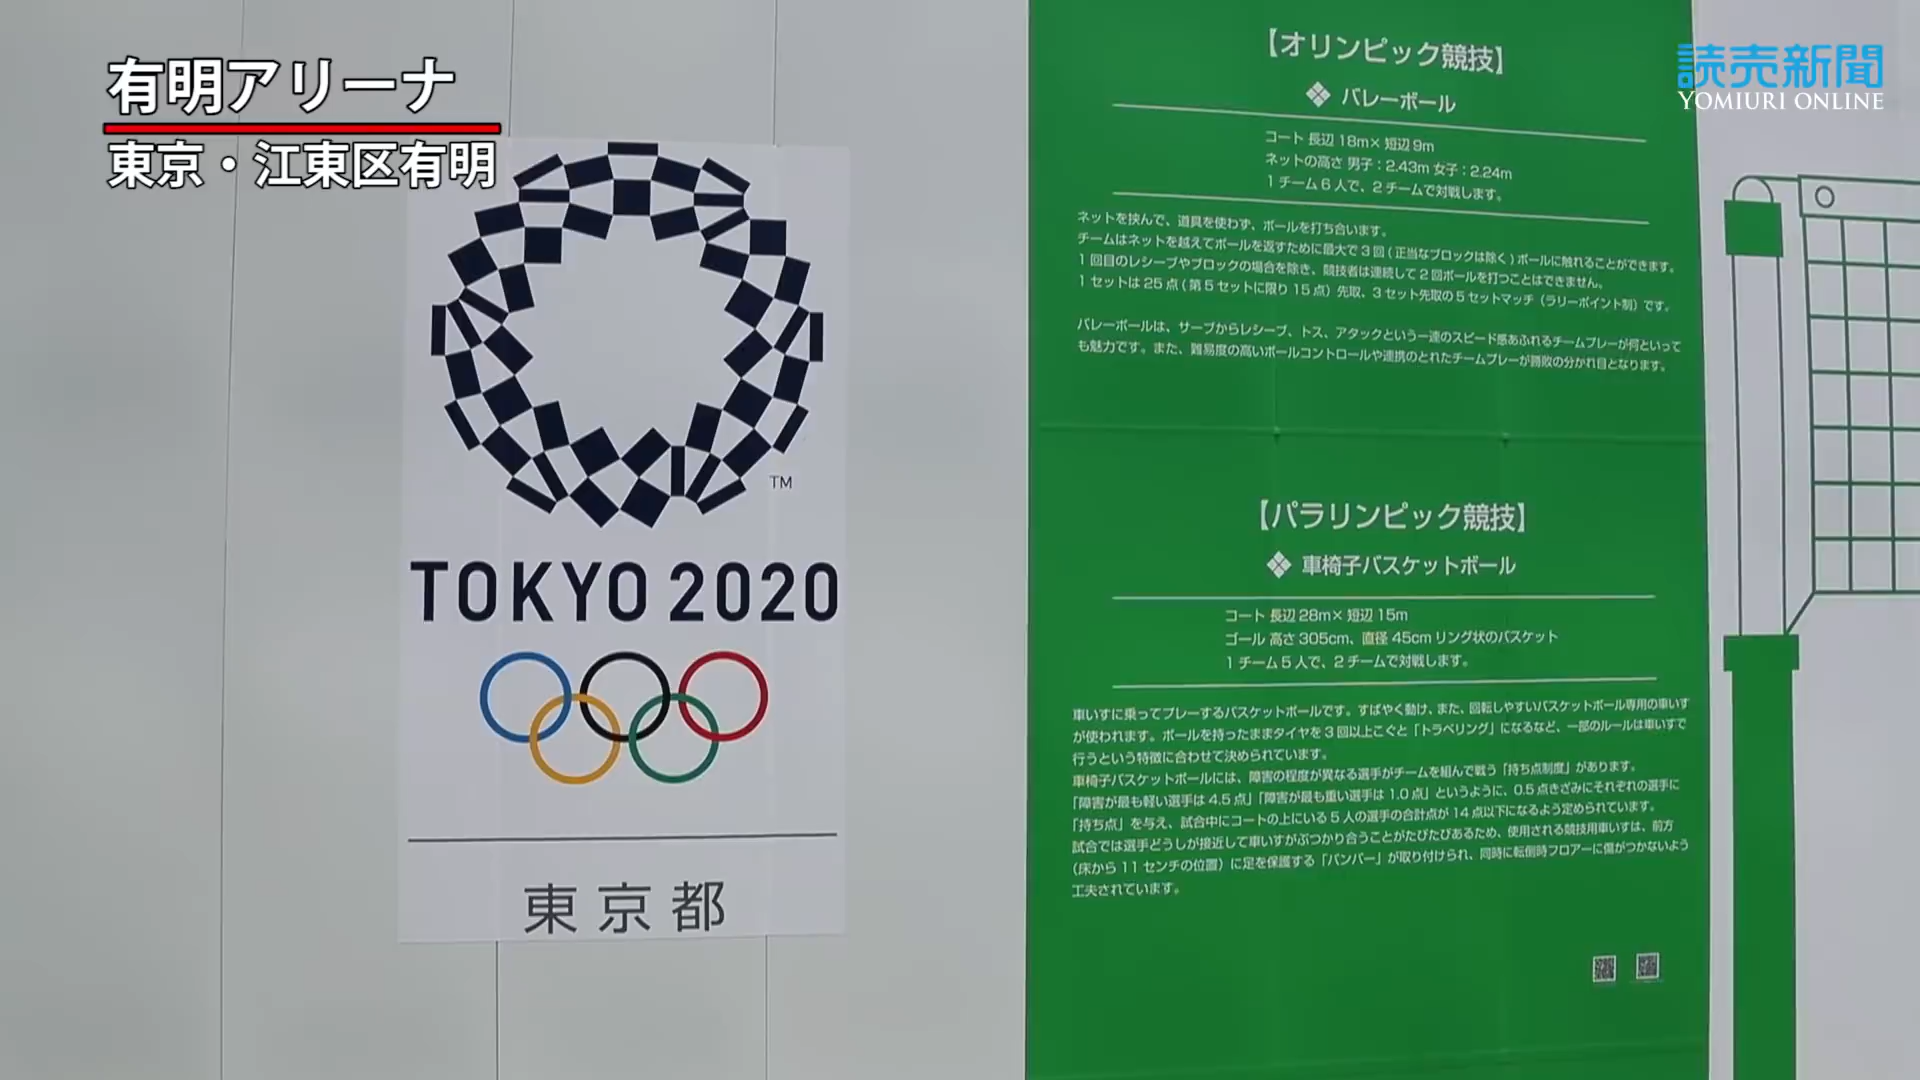 有明アリーナ
東京・江東区有明
読売新聞
YOMIURI ONLINE
TM
TOKYO 2020
東京都
【オリンピック競技】
❖ バレーボール
コート 長辺 18m× 短辺 9m
ネットの高さ 男子：2.43m 女子：2.24m
1 チーム 6 人で、2 チームで対戦します。
ネットを挟んで、道具を使わず、ボールを打ち合います。
チームはネットを越えてボールを返すために最大で 3 回 ( 正当なブロックは除く ) ボールに触れることができます。
1 回目のレシーブやブロックの場合を除き、競技者は連続して 2 回ボールを打つことはできません。
1 セットは 25 点 ( 第 5 セットに限り 15 点）先取、3 セット先取の 5 セットマッチ（ラリーポイント制）です。
バレーボールは、サーブからレシーブ、トス、アタックという一連のスピード感あふれるチームプレーが何といって
も魅力です。また、難易度の高いボールコントロールや連携のとれたチームプレーが勝敗の分かれ目となります。
【パラリンピック競技】
❖ 車椅子バスケットボール
コート 長辺 28m× 短辺 15m
ゴール 高さ 305cm、直径 45cm リング状のバスケット
1 チーム 5 人で、2 チームで対戦します。
車いすに乗ってプレーするバスケットボールです。すばやく動け、また、回転しやすいバスケットボール専用の車いす
が使われます。ボールを持ったままタイヤを 3 回以上こぐと「トラベリング」になるなど、一部のルールは車いすで
行うという特徴に合わせて決められています。
車椅子バスケットボールには、障害の程度が異なる選手がチームを組んで戦う「持ち点制度」があります。
「障害が最も軽い選手は 4.5 点」「障害が最も重い選手は 1.0 点」というように、0.5 点きざみにそれぞれの選手に
「持ち点」を与え、試合中にコートの上にいる 5 人の選手の合計点が 14 点以下になるよう定められています。
試合では選手どうしが接近して車いすがぶつかり合うことがたびたびあるため、使用される競技用車いすは、前方
（床から 11 センチの位置）に足を保護する「バンパー」が取り付けられ、同時に転倒時フロアーに傷がつかないよう
工夫されています。